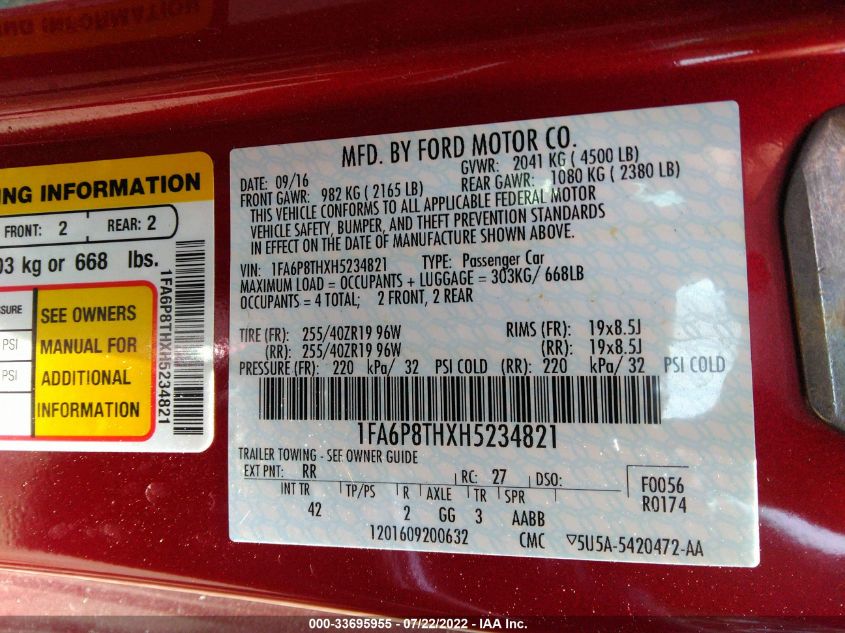 NG INFORMATION
FRONT: 2 REAR: 2
03 kg or 668 lbs.
SSURE
PSI
PSI
SEE OWNERS
MANUAL FOR
ADDITIONAL
INFORMATION
1FA6P8THXH5234821
MFD. BY FORD MOTOR CO.
DATE: 09/16 GVWR: 2041 KG ( 4500 LB)
FRONT GAWR: 982 KG ( 2165 LB) REAR GAWR: 1080 KG ( 2380 LB)
THIS VEHICLE CONFORMS TO ALL APPLICABLE FEDERAL MOTOR
VEHICLE SAFETY, BUMPER, AND THEFT PREVENTION STANDARDS
IN EFFECT ON THE DATE OF MANUFACTURE SHOWN ABOVE.
VIN: 1FA6P8THXH5234821 TYPE: Passenger Car
MAXIMUM LOAD = OCCUPANTS + LUGGAGE = 303KG/ 668LB
OCCUPANTS = 4 TOTAL; 2 FRONT, 2 REAR
TIRE (FR): 255/40ZR19 96W RIMS (FR): 19x8.5J
(RR): 255/40ZR19 96W (RR): 19x8.5J
PRESSURE (FR): 220 kPa/ 32 PSI COLD (RR): 220 kPa/ 32 PSI COLD
1FA6P8THXH5234821
TRAILER TOWING - SEE OWNER GUIDE
EXT PNT: RR RC: 27 DSO: F0056
INT TR TP/PS R AXLE TR SPR R0174
42 2 GG 3 AABB
1201609200632 CMC ▽5U5A-5420472-AA
000-33695955 - 07/22/2022 - IAA Inc.